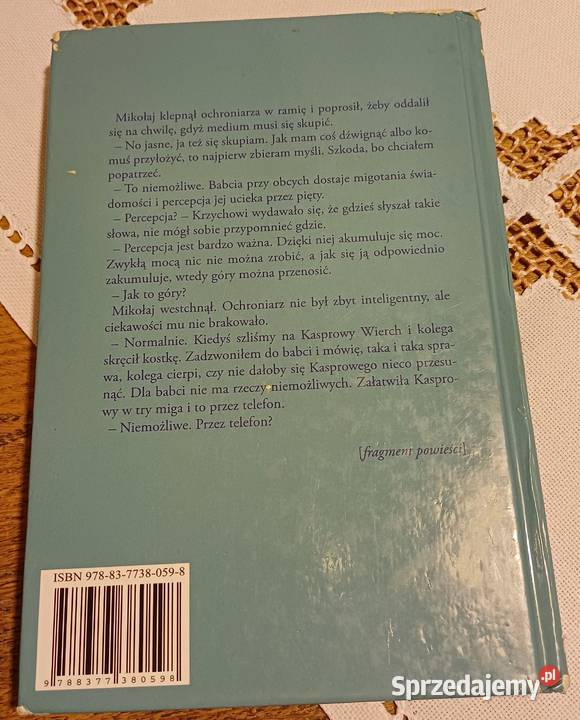 Mikołaj klepnął ochroniarza w ramię i poprosił, żeby oddalił
się na chwilę, gdyż medium musi się skupić.
– No jasne, ja też się skupiam. Jak mam coś dźwignąć albo ko-
muś przyłożyć, to najpierw zbieram myśli. Szkoda, bo chciałem
popatrzeć.
– To niemożliwe. Babcia przy obcych dostaje migotania świa-
domości i percepcja jej ucieka przez pięty.
– Percepcja? – Krzychowi wydawało się, że gdzieś słyszał takie
słowa, nie mógł sobie przypomnieć gdzie.
– Percepcja jest bardzo ważna. Dzięki niej akumuluje się moc.
Zwykłą mocą nic nie można zrobić, a jak się ją odpowiednio
zakumuluje, wtedy góry można przenosić.
– Jak to góry?
Mikołaj westchnął. Ochroniarz nie był zbyt inteligentny, ale
ciekawości mu nie brakowało.
– Normalnie. Kiedyś szliśmy na Kasprowy Wierch i kolega
skręcił kostkę. Zadzwoniłem do babci i mówię, taka i taka spra-
wa, kolega cierpi, czy nie dałoby się Kasprowego nieco przesu-
nąć. Dla babci nie ma rzeczy niemożliwych. Załatwiła Kaspro-
wy w try miga i to przez telefon.
– Niemożliwe. Przez telefon?
[fragment powieści]
ISBN 978-83-7738-059-8
9 788377 380598
Sprzedajemy.pl